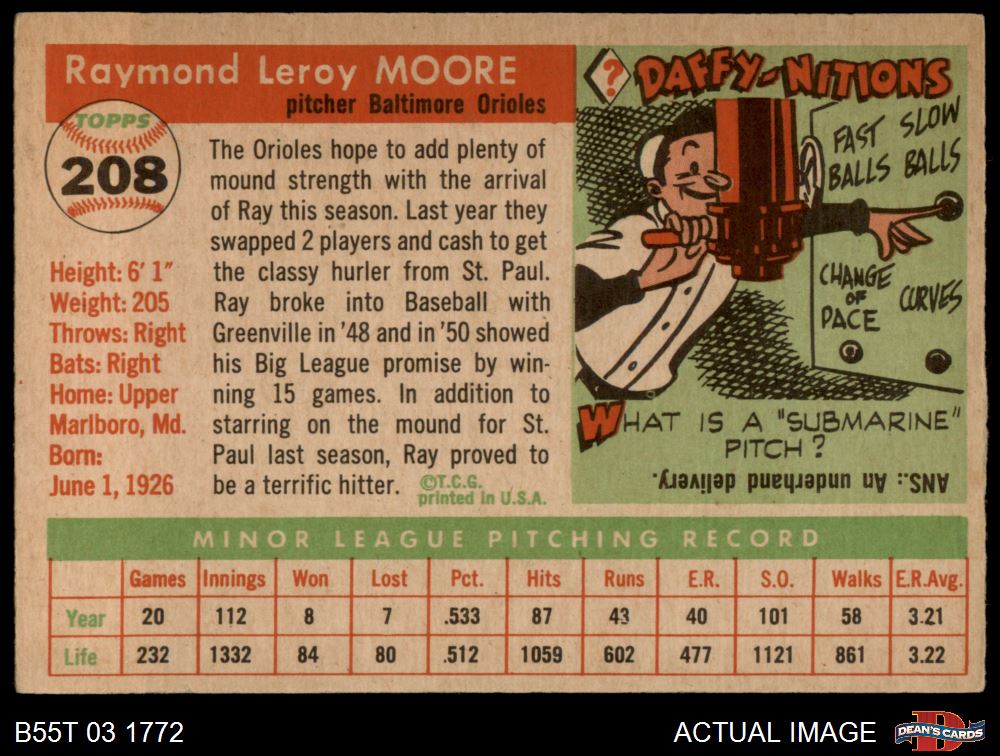 Raymond Leroy MOORE
pitcher Baltimore Orioles
TOPPS
208
Height: 6' 1"
Weight: 205
Throws: Right
Bats: Right
Home: Upper
Marlboro, Md.
Born:
June 1, 1926
The Orioles hope to add plenty of
mound strength with the arrival
of Ray this season. Last year they
swapped 2 players and cash to get
the classy hurler from St. Paul.
Ray broke into Baseball with
Greenville in '48 and in '50 showed
his Big League promise by win-
ning 15 games. In addition to
starring on the mound for St.
Paul last season, Ray proved to
be a terrific hitter.
©T.C.G.
printed in U.S.A.
? DAFFY-NITIONS
FAST BALLS
SLOW BALLS
CHANGE OF PACE
CURVES
WHAT IS A "SUBMARINE"
PITCH?
ANS.: An underhand delivery.
MINOR LEAGUE PITCHING RECORD
Games Innings Won Lost Pct. Hits Runs E.R. S.O. Walks E.R.Avg.
Year 20 112 8 7 .533 87 43 40 101 58 3.21
Life 232 1332 84 80 .512 1059 602 477 1121 861 3.22
B55T 03 1772
ACTUAL IMAGE
DEAN'S CARDS